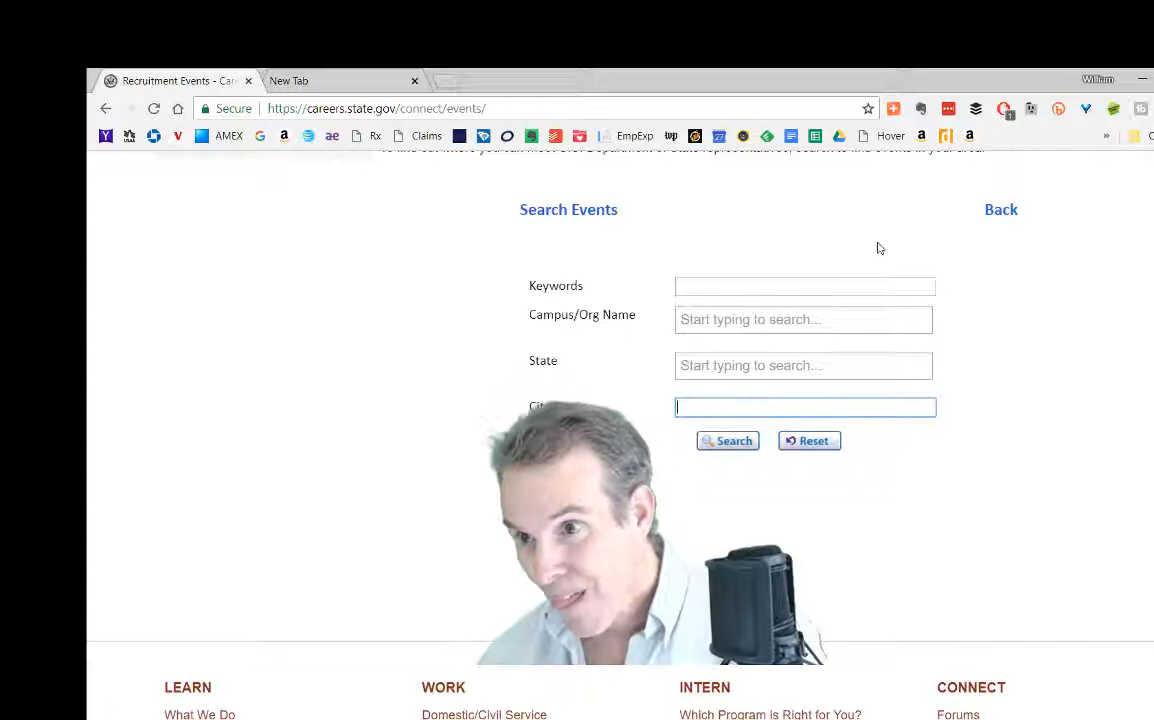 Recruitment Events - Car
New Tab
William
Secure
https://careers.state.gov/connect/events/
1
AMEX
Rx
Claims
EmpExp
27
Hover
»
Search Events
Back
Keywords
Campus/Org Name
Start typing to search...
State
Start typing to search...
Search
Reset
LEARN
WORK
INTERN
CONNECT
What We Do
Domestic/Civil Service
Which Program Is Right for You?
Forums